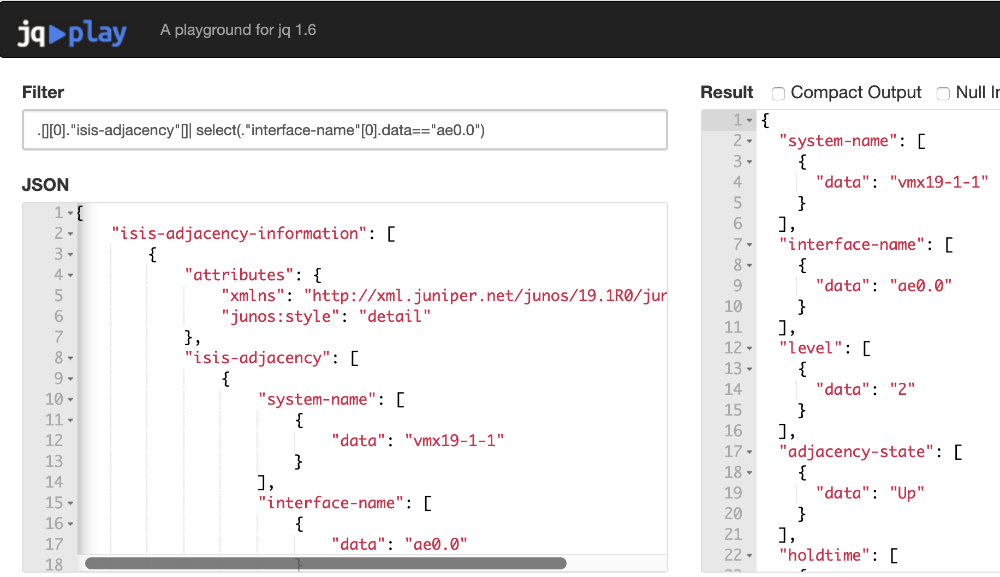 jq play
A playground for jq 1.6
Filter
.[][0]."isis-adjacency"[]| select(."interface-name"[0].data=="ae0.0")
JSON
1 {
2 "isis-adjacency-information": [
3 {
4 "attributes": {
5 "xmlns": "http://xml.juniper.net/junos/19.1R0/jur
6 "junos:style": "detail"
7 },
8 "isis-adjacency": [
9 {
10 "system-name": [
11 {
12 "data": "vmx19-1-1"
13 }
14 ],
15 "interface-name": [
16 {
17 "data": "ae0.0"
18 }
Result Compact Output Null
1 {
2 "system-name": [
3 {
4 "data": "vmx19-1-1"
5 }
6 ],
7 "interface-name": [
8 {
9 "data": "ae0.0"
10 }
11 ],
12 "level": [
13 {
14 "data": "2"
15 }
16 ],
17 "adjacency-state": [
18 {
19 "data": "Up"
20 }
21 ],
22 "holdtime": [